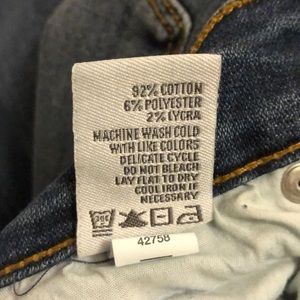 92% COTTON
6% POLYESTER
2% LYCRA
MACHINE WASH COLD
WITH LIKE COLORS
DELICATE CYCLE
DO NOT BLEACH
LAY FLAT TO DRY
COOL IRON IF
NECESSARY
42758